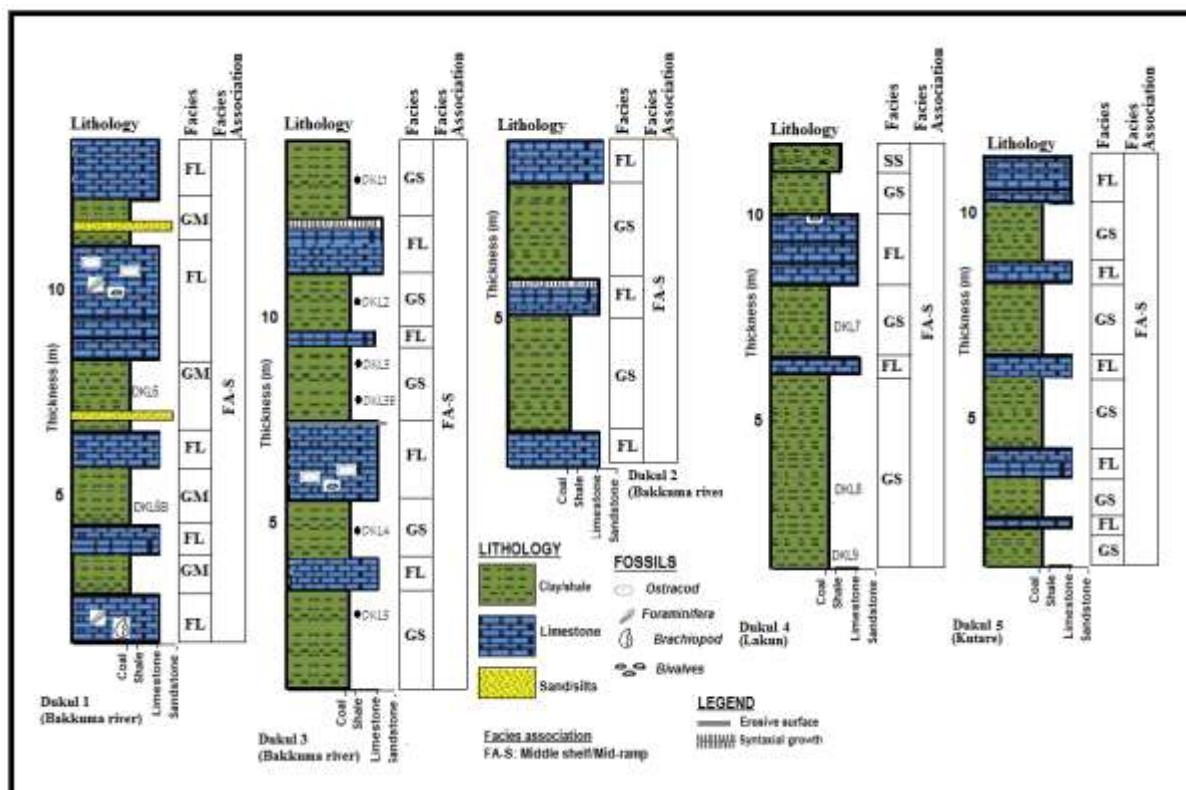 Lithology
Facies
Facies
Association
FL
GM
FL
GM
FL
GM
FL
GM
FL
FA-S
10
5
Thickness (m)
DKL6B
Coal
Shale
Limestone
Sandstone
Dukul 1
(Bakkuma river)
Lithology
Facies
Facies
Association
GS
FL
GS
FL
GS
FL
GS
FL
GS
FA-S
10
5
Thickness (m)
DKL1
DKL2
DKL3
DKL3B
DKL4
DKL5
Coal
Shale
Limestone
Sandstone
Dukul 3
(Bakkuma river)
Lithology
Facies
Facies
Association
FL
GS
FL
GS
FL
FA-S
Thickness (m)
5
Coal
Shale
Limestone
Sandstone
Dukul 2
(Bakkuma river
LITHOLOGY
Clay/shale
Limestone
Sand/silts
FOSSILS
Ostracod
Foraminifera
Brachiopod
Bivalves
Facies association
FA-S: Middle shelf/Mid-ramp
LEGEND
Erosive surface
Syntaxial growth
Lithology
Facies
Facies
Association
SS
GS
FL
GS
FL
GS
FA-S
10
5
Thickness (m)
DKL7
DKL8
DKL9
Coal
Shale
Limestone
Sandstone
Dukul 4
(Lakun)
Lithology
Facies
Facies
Association
FL
GS
FL
GS
FL
GS
FL
GS
FL
GS
FA-S
10
5
Thickness (m)
Coal
Shale
Limestone
Sandstone
Dukul 5
(Kutare)